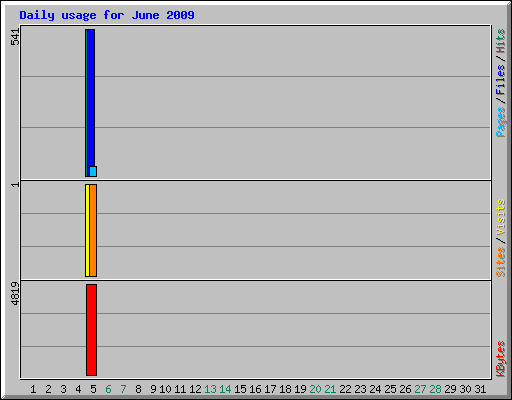 Daily usage for June 2009
541
1
4819
Pages / Files / Hits
Sites / Visits
KBytes
1 2 3 4 5 6 7 8 9 10 11 12 13 14 15 16 17 18 19 20 21 22 23 24 25 26 27 28 29 30 31